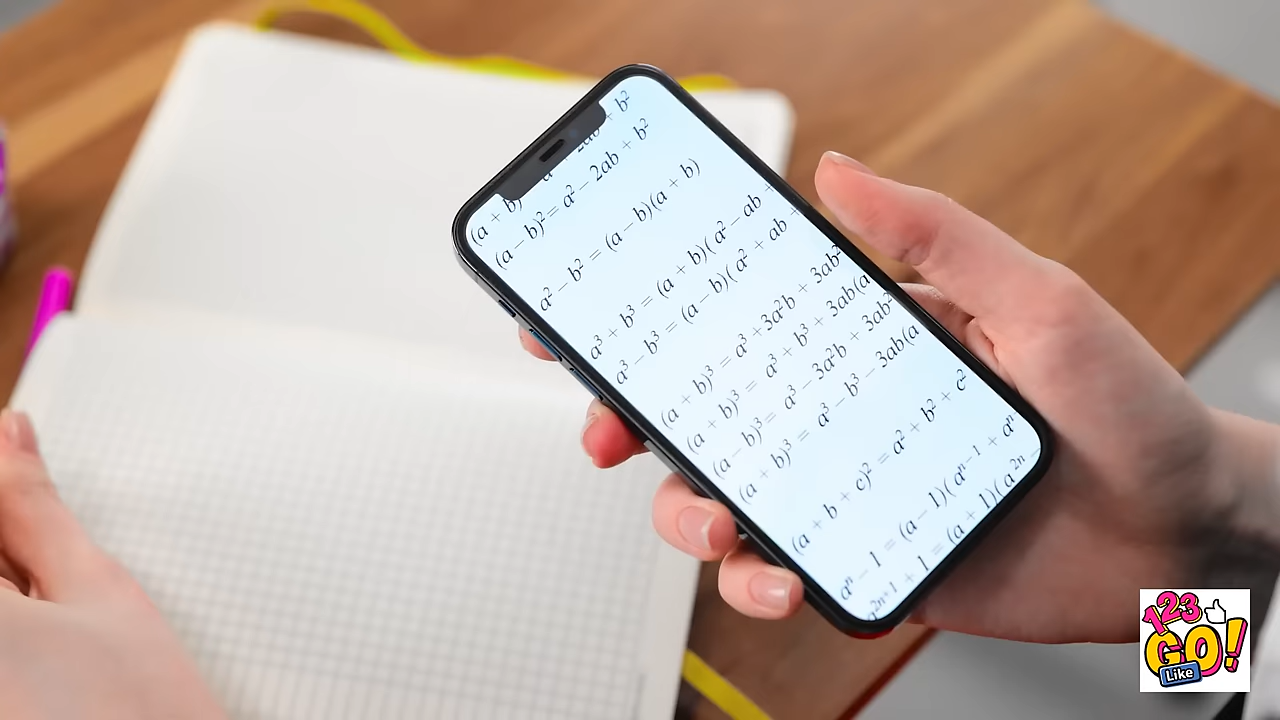 (a + b)
(a − b)² = a² − 2ab + b²
a² − b² = (a − b)(a + b)
a³ + b³ = (a + b)(a² − ab +
a³ − b³ = (a − b)(a² + ab +
(a + b)³ = a³ + 3a²b + 3ab²
(a + b)³ = a³ + b³ + 3ab(a
(a − b)³ = a³ − 3a²b + 3ab²
(a + b)³ = a³ − b³ − 3ab(a
(a + b + c)² = a² + b² + c²
aⁿ − 1 = (a − 1)(aⁿ⁻¹ + aⁿ
+ 1 = (a + 1)(a²ⁿ
123
GO!
Like